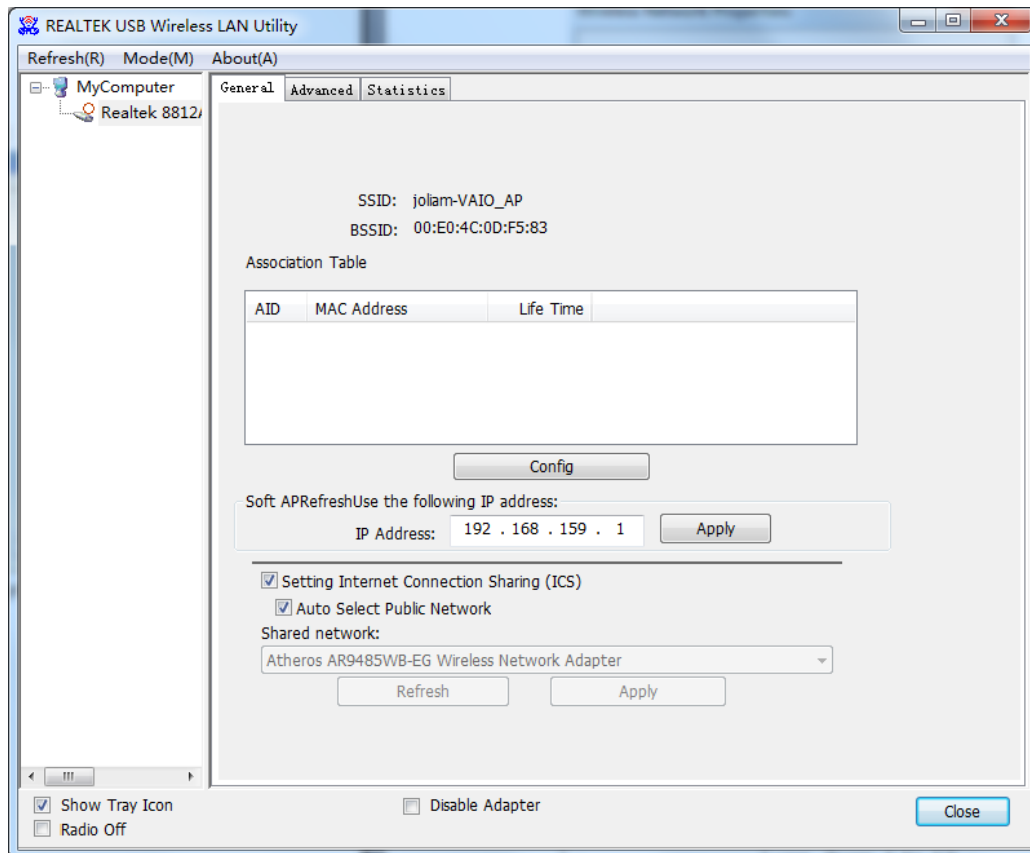 REALTEK USB Wireless LAN Utility
Refresh(R) Mode(M) About(A)
MyComputer
Realtek 8812A
General Advanced Statistics
SSID: joliam-VAIO_AP
BSSID: 00:E0:4C:0D:F5:83
Association Table
AID MAC Address Life Time
Config
Soft APRefreshUse the following IP address:
IP Address: 192 . 168 . 159 . 1 Apply
Setting Internet Connection Sharing (ICS)
Auto Select Public Network
Shared network:
Atheros AR9485WB-EG Wireless Network Adapter
Refresh Apply
Show Tray Icon Disable Adapter
Radio Off
Close